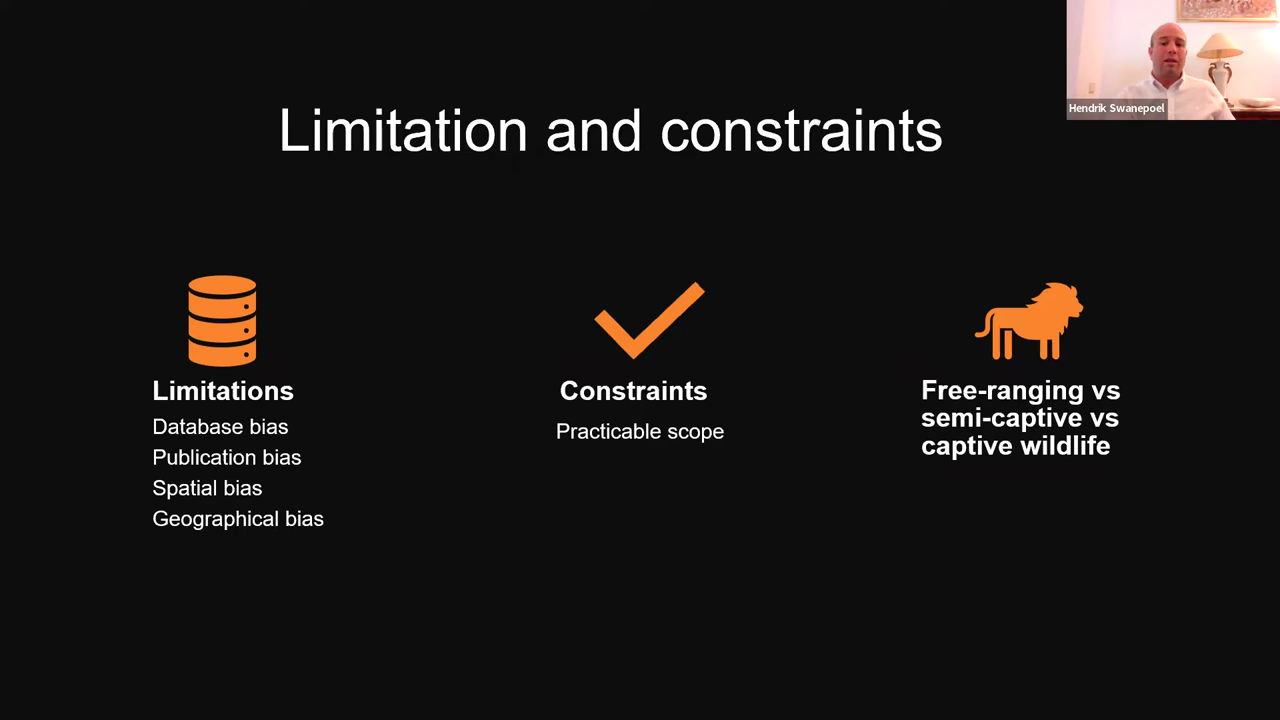 Hendrik Swanepoel
Limitation and constraints
Limitations
Database bias
Publication bias
Spatial bias
Geographical bias
Constraints
Practicable scope
Free-ranging vs
semi-captive vs
captive wildlife